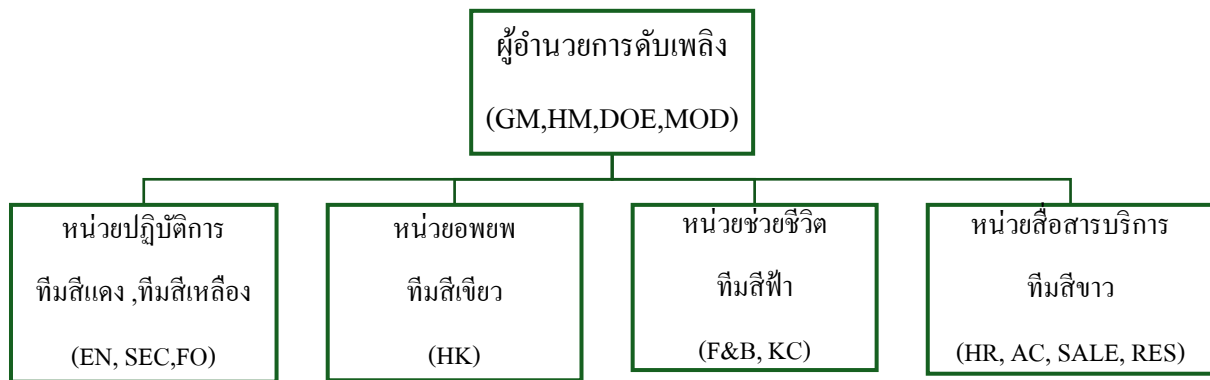 ผู้อำนวยการดับเพลิง
(GM,HM,DOE,MOD)
หน่วยปฏิบัติการ
ทีมสีแดง ,ทีมสีเหลือง
(EN, SEC,FO)
หน่วยอพยพ
ทีมสีเขียว
(HK)
หน่วยช่วยชีวิต
ทีมสีฟ้า
(F&B, KC)
หน่วยสื่อสารบริการ
ทีมสีขาว
(HR, AC, SALE, RES)